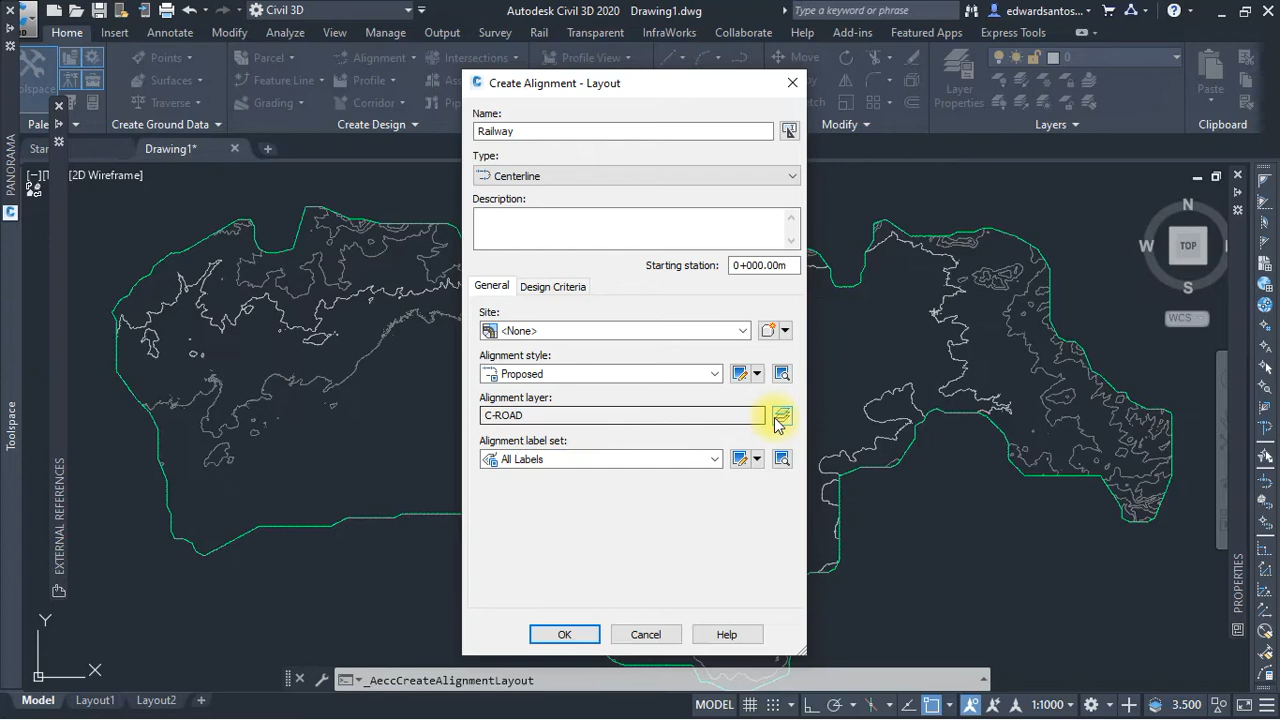 Civil 3D
Autodesk Civil 3D 2020 Drawing1.dwg
Type a keyword or phrase
edwardsantos...
Home Insert Annotate Modify Analyze View Manage Output Survey Rail Transparent InfraWorks Collaborate Help Add-ins Featured Apps Express Tools
Points
Parcel
Alignment
Intersections
Profile View
0
Surfaces
Feature Line
Profile
Traverse
Grading
Corridor
Layer
Properties
Paste
Create Ground Data
Create Design
Modify
Layers
Clipboard
Drawing1*
[2D Wireframe]
PANORAMA
Toolspace
EXTERNAL REFERENCES
PROPERTIES
Create Alignment - Layout
Name:
Railway
Type:
Centerline
Description:
Starting station: 0+000.00m
General Design Criteria
Site:
<None>
Alignment style:
Proposed
Alignment layer:
C-ROAD
Alignment label set:
All Labels
OK Cancel Help
N
W TOP E
S
WCS
Y
X
_AeccCreateAlignmentLayout
Model Layout1 Layout2
MODEL
1:1000
3.500